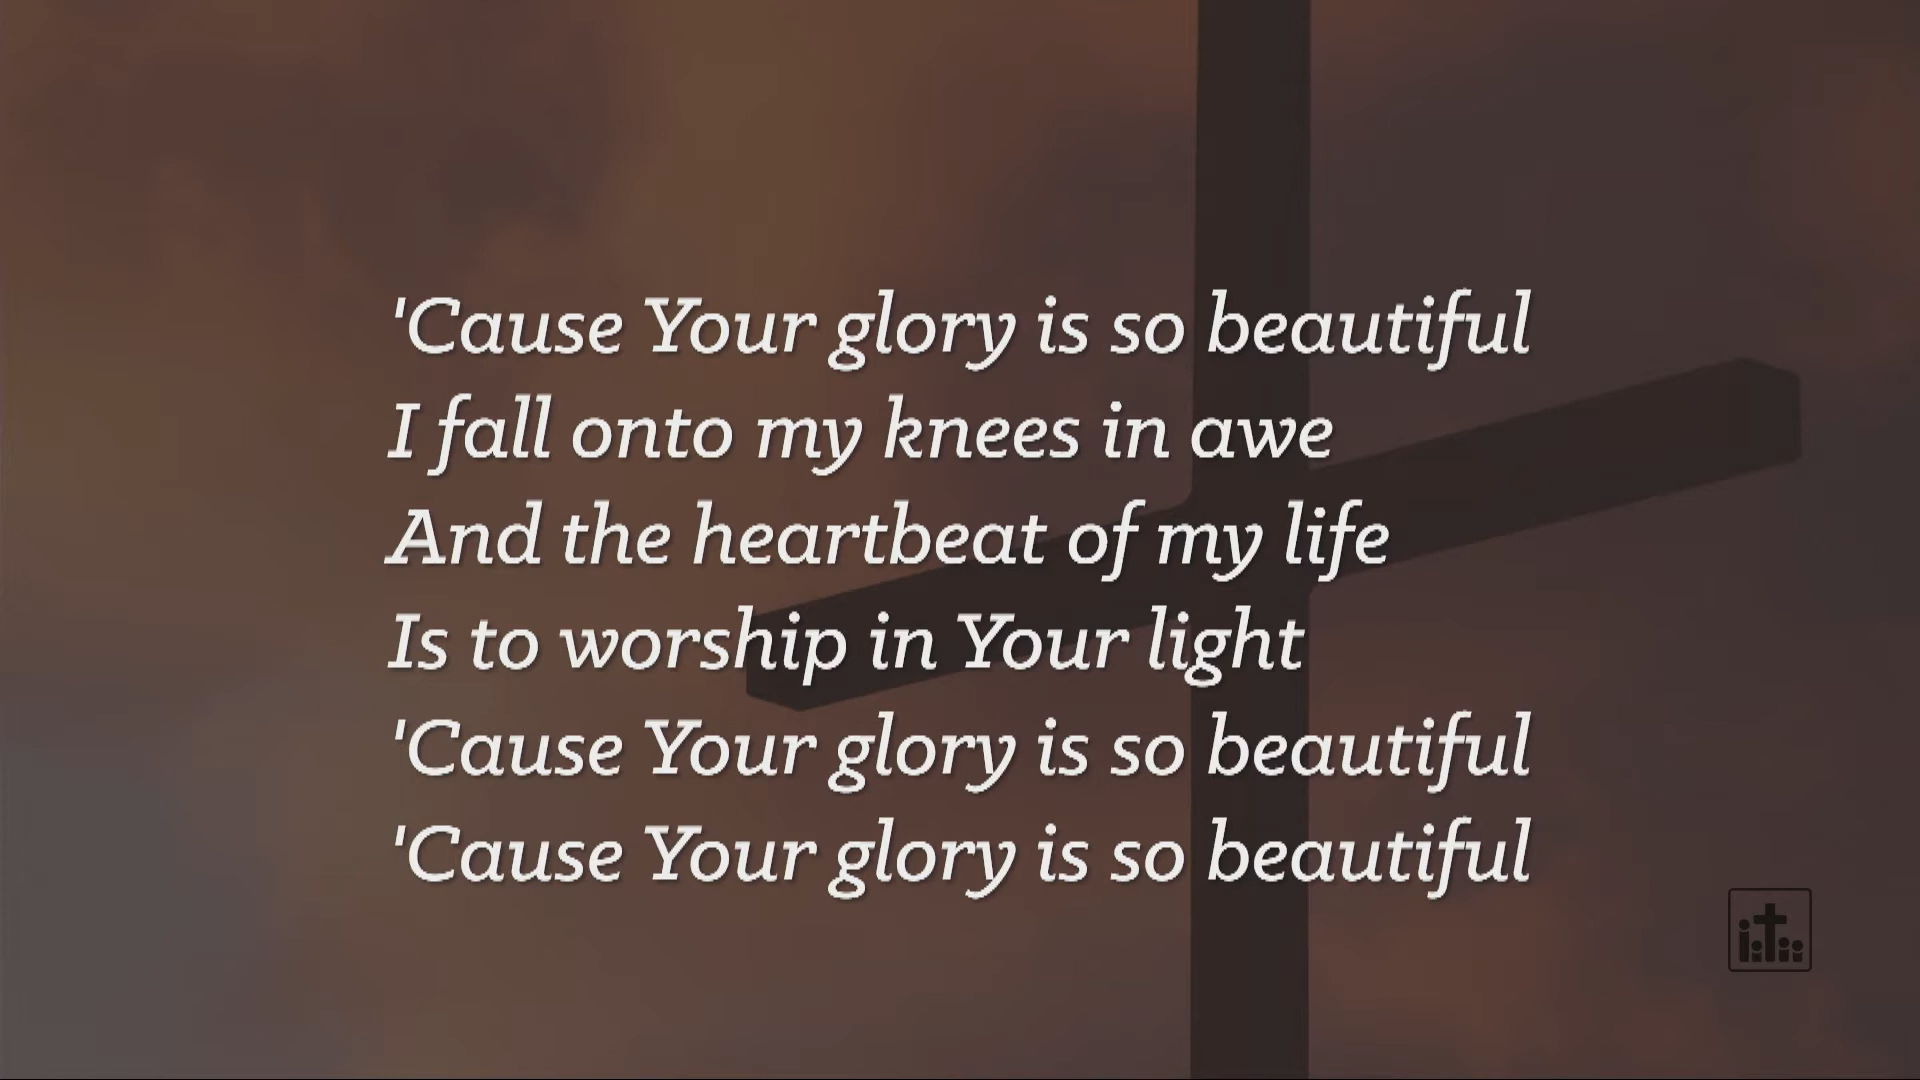 'Cause Your glory is so beautiful
I fall onto my knees in awe
And the heartbeat of my life
Is to worship in Your light
'Cause Your glory is so beautiful
'Cause Your glory is so beautiful